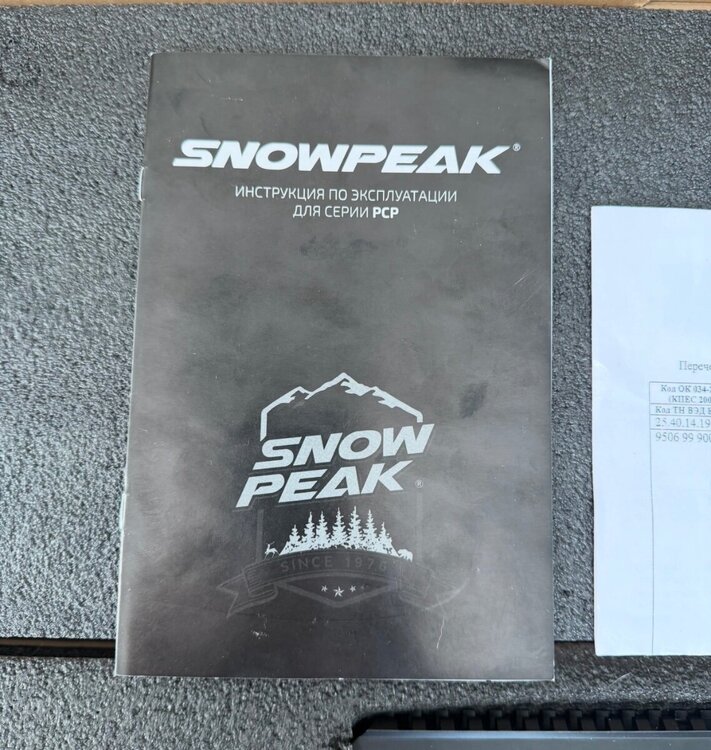 SNOWPEAK®
ИНСТРУКЦИЯ ПО ЭКСПЛУАТАЦИИ
ДЛЯ СЕРИИ PCP
SNOW
PEAK®
SINCE 1976
Код ОК 034-
(КПЕС 200
Код ТН ВЭД
25.40.14.19
9506 99 900